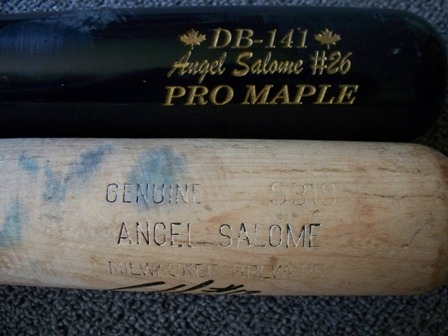 DB-141
Angel Salome #26
PRO MAPLE
GENUINE S318
ANGEL SALOME
MILWAUKEE BREWERS